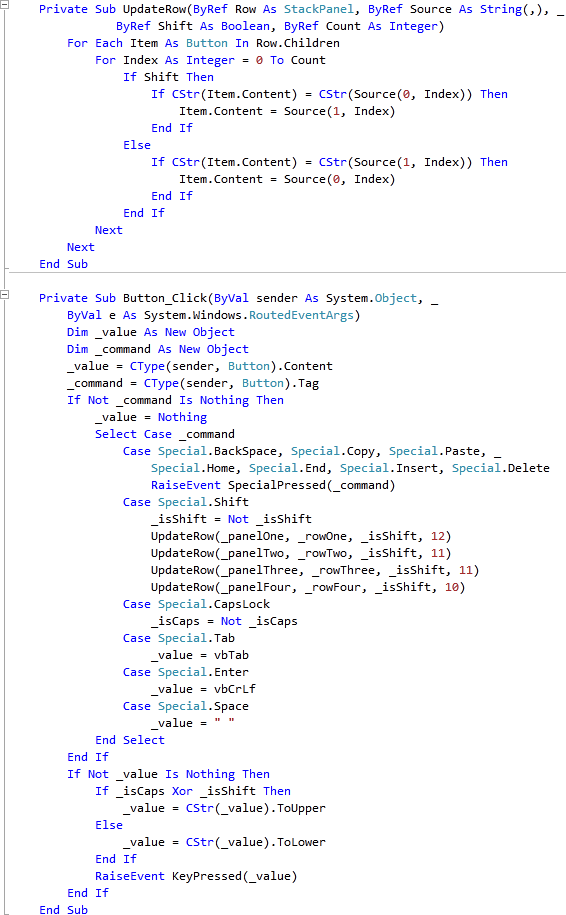 Private Sub UpdateRow(ByRef Row As StackPanel, ByRef Source As String(,), _
ByRef Shift As Boolean, ByRef Count As Integer)
For Each Item As Button In Row.Children
For Index As Integer = 0 To Count
If Shift Then
If CStr(Item.Content) = CStr(Source(0, Index)) Then
Item.Content = Source(1, Index)
End If
Else
If CStr(Item.Content) = CStr(Source(1, Index)) Then
Item.Content = Source(0, Index)
End If
End If
Next
Next
End Sub
Private Sub Button_Click(ByVal sender As System.Object, _
ByVal e As System.Windows.RoutedEventArgs)
Dim _value As New Object
Dim _command As New Object
_value = CType(sender, Button).Content
_command = CType(sender, Button).Tag
If Not _command Is Nothing Then
_value = Nothing
Select Case _command
Case Special.BackSpace, Special.Copy, Special.Paste, _
Special.Home, Special.End, Special.Insert, Special.Delete
RaiseEvent SpecialPressed(_command)
Case Special.Shift
_isShift = Not _isShift
UpdateRow(_panelOne, _rowOne, _isShift, 12)
UpdateRow(_panelTwo, _rowTwo, _isShift, 11)
UpdateRow(_panelThree, _rowThree, _isShift, 11)
UpdateRow(_panelFour, _rowFour, _isShift, 10)
Case Special.CapsLock
_isCaps = Not _isCaps
Case Special.Tab
_value = vbTab
Case Special.Enter
_value = vbCrLf
Case Special.Space
_value = " "
End Select
End If
If Not _value Is Nothing Then
If _isCaps Xor _isShift Then
_value = CStr(_value).ToUpper
Else
_value = CStr(_value).ToLower
End If
RaiseEvent KeyPressed(_value)
End If
End Sub